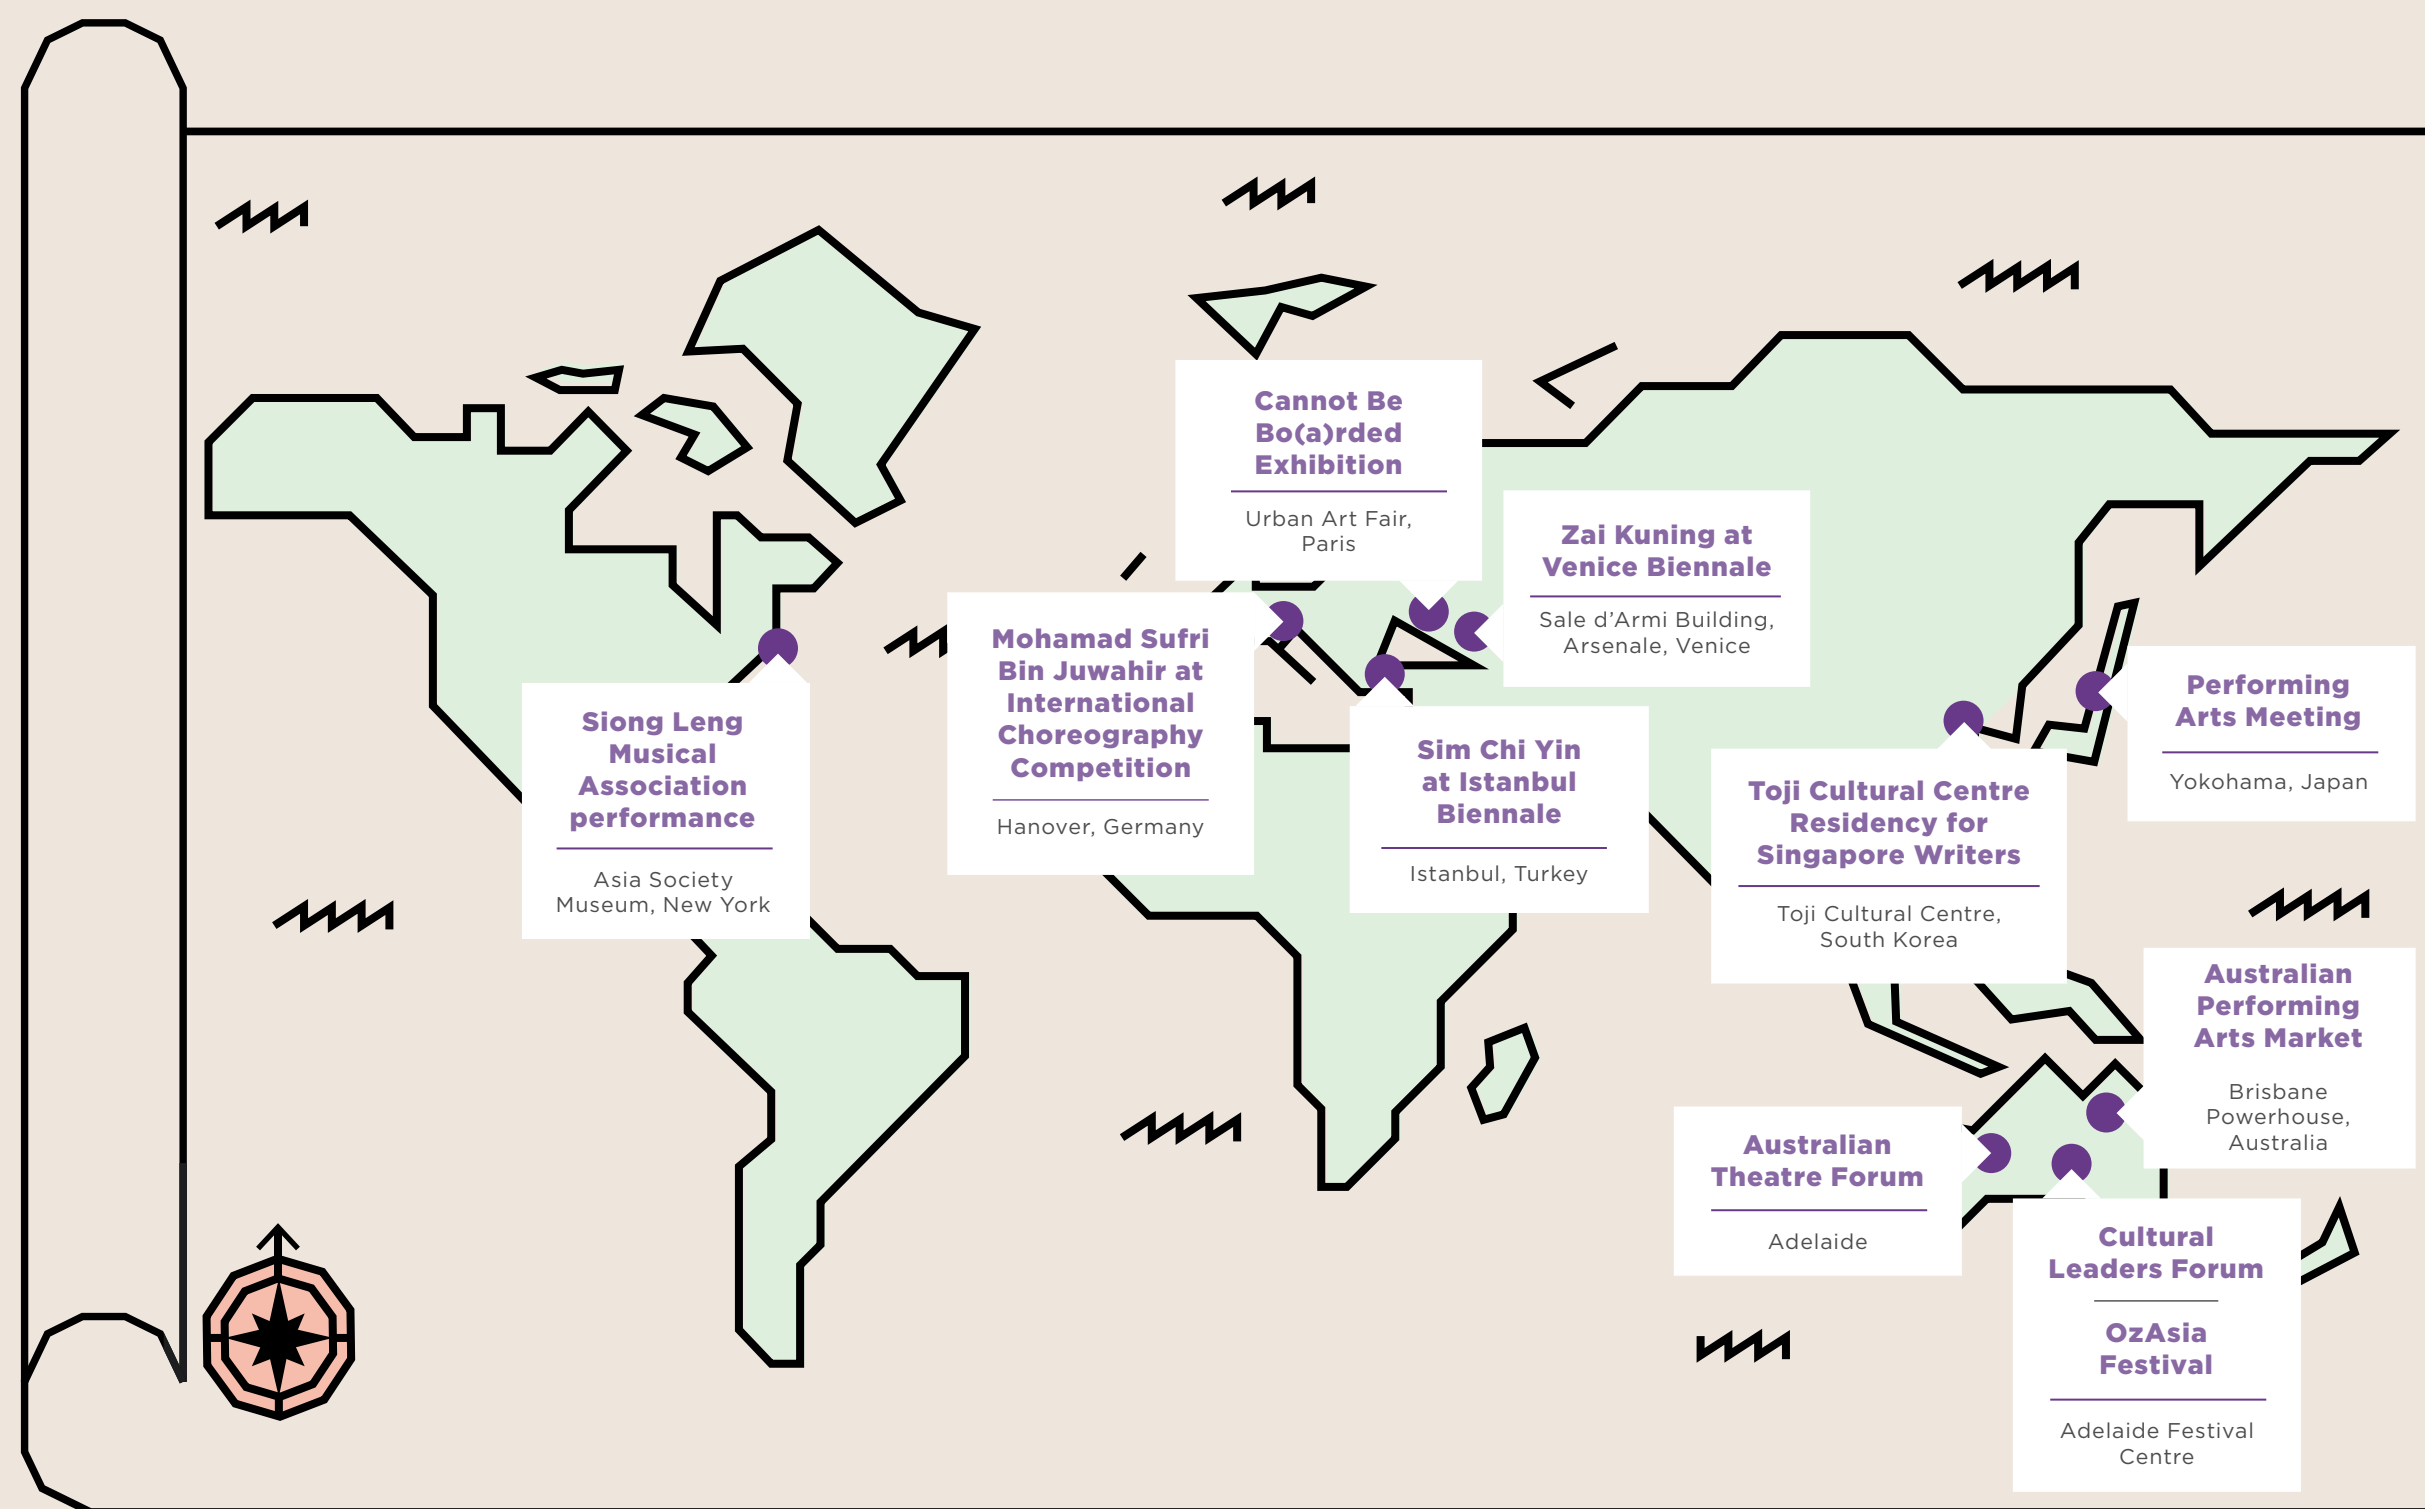 Cannot Be
Bo(a)rded
Exhibition
Urban Art Fair,
Paris
Zai Kuning at
Venice Biennale
Sale d’Armi Building,
Arsenale, Venice
Mohamad Sufri
Bin Juwahir at
International
Choreography
Competition
Hanover, Germany
Siong Leng
Musical
Association
performance
Asia Society
Museum, New York
Sim Chi Yin
at Istanbul
Biennale
Istanbul, Turkey
Performing
Arts Meeting
Yokohama, Japan
Toji Cultural Centre
Residency for
Singapore Writers
Toji Cultural Centre,
South Korea
Australian
Performing
Arts Market
Brisbane
Powerhouse,
Australia
Australian
Theatre Forum
Adelaide
Cultural
Leaders Forum
OzAsia
Festival
Adelaide Festival
Centre